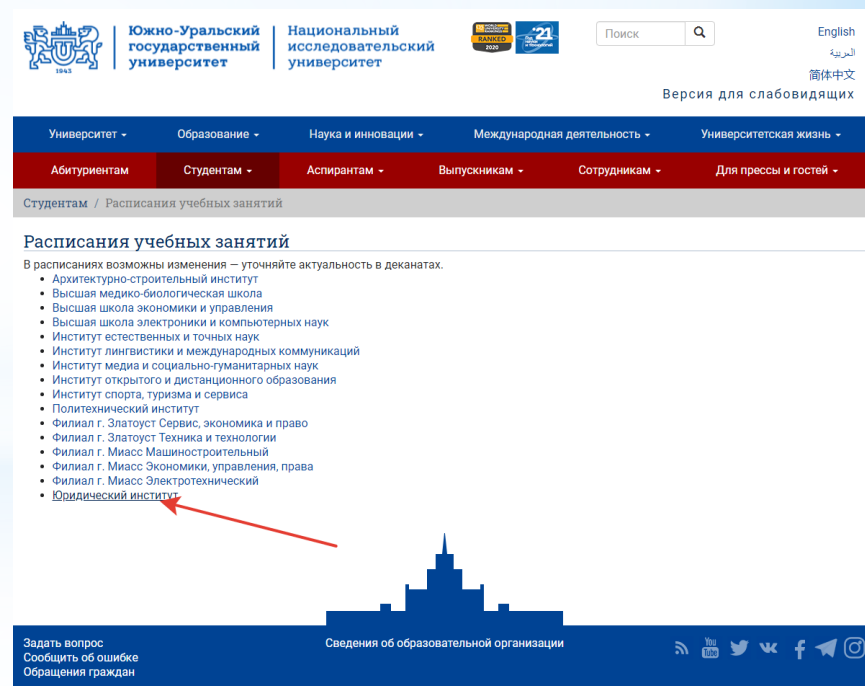 Южно-Уральский
государственный
университет
1943
Национальный
исследовательский
университет
RANKED
2020
21
Поиск
English
العربية
简体中文
Версия для слабовидящих
Университет
Образование
Наука и инновации
Международная деятельность
Университетская жизнь
Абитуриентам
Студентам
Аспирантам
Выпускникам
Сотрудникам
Для прессы и гостей
Студентам / Расписания учебных занятий
Расписания учебных занятий
В расписаниях возможны изменения — уточняйте актуальность в деканатах.
Архитектурно-строительный институт
Высшая медико-биологическая школа
Высшая школа экономики и управления
Высшая школа электроники и компьютерных наук
Институт естественных и точных наук
Институт лингвистики и международных коммуникаций
Институт медиа и социально-гуманитарных наук
Институт открытого и дистанционного образования
Институт спорта, туризма и сервиса
Политехнический институт
Филиал г. Златоуст Сервис, экономика и право
Филиал г. Златоуст Техника и технологии
Филиал г. Миасс Машиностроительный
Филиал г. Миасс Экономики, управления, права
Филиал г. Миасс Электротехнический
Юридический институт
Задать вопрос
Сообщить об ошибке
Обращения граждан
Сведения об образовательной организации
You
Tube